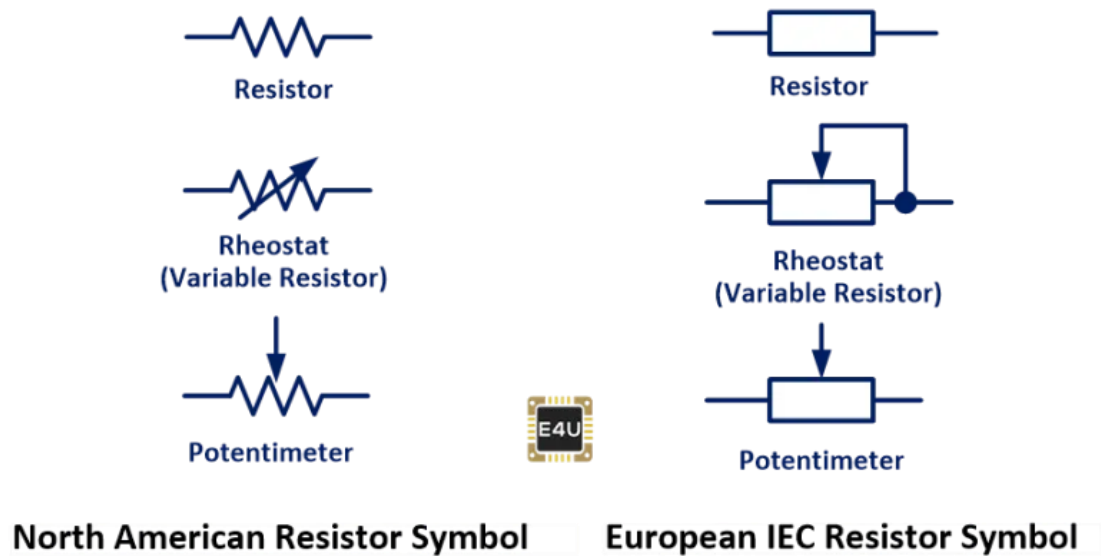 Resistor
Resistor
Rheostat
(Variable Resistor)
Rheostat
(Variable Resistor)
E4U
Potentimeter
Potentimeter
North American Resistor Symbol
European IEC Resistor Symbol